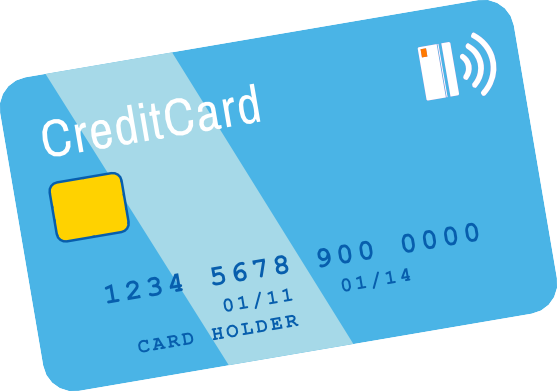 CreditCard
1234 5678 900 0000
01/11 01/14
CARD HOLDER